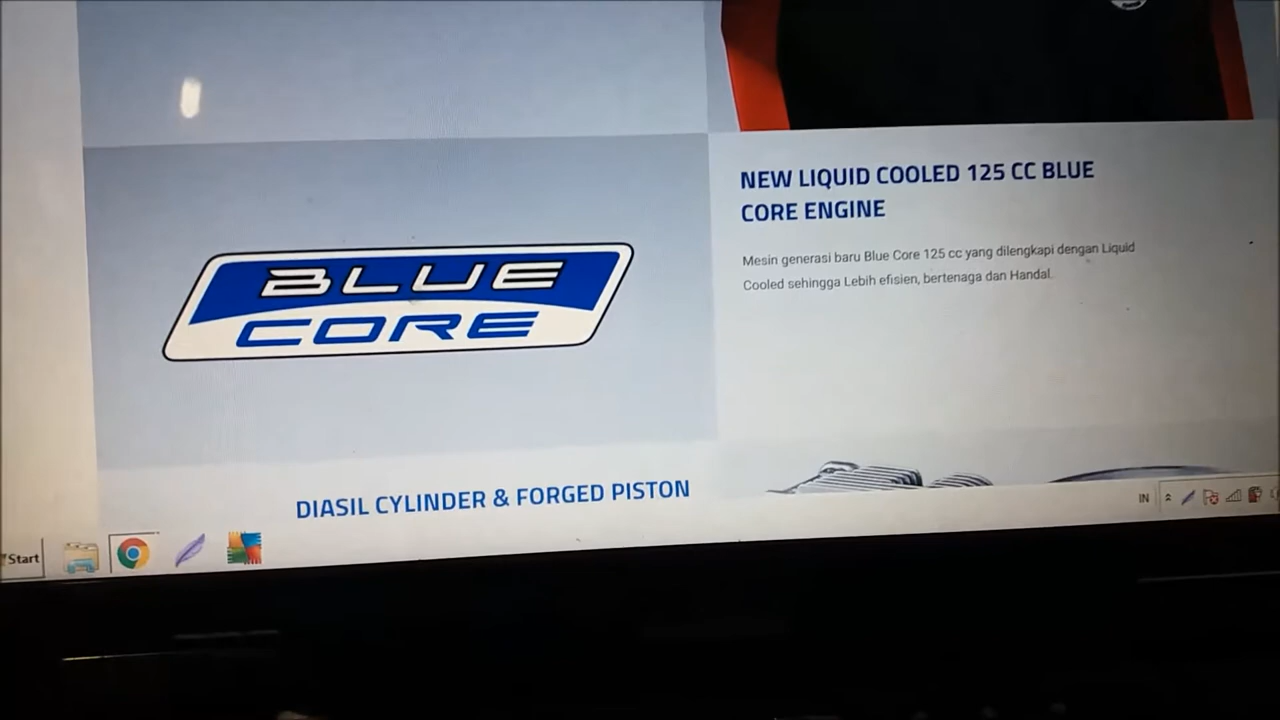 BLUE
CORE
NEW LIQUID COOLED 125 CC BLUE
CORE ENGINE
Mesin generasi baru Blue Core 125 cc yang dilengkapi dengan Liquid
Cooled sehingga Lebih efisien, bertenaga dan Handal.
DIASIL CYLINDER & FORGED PISTON
IN
Start